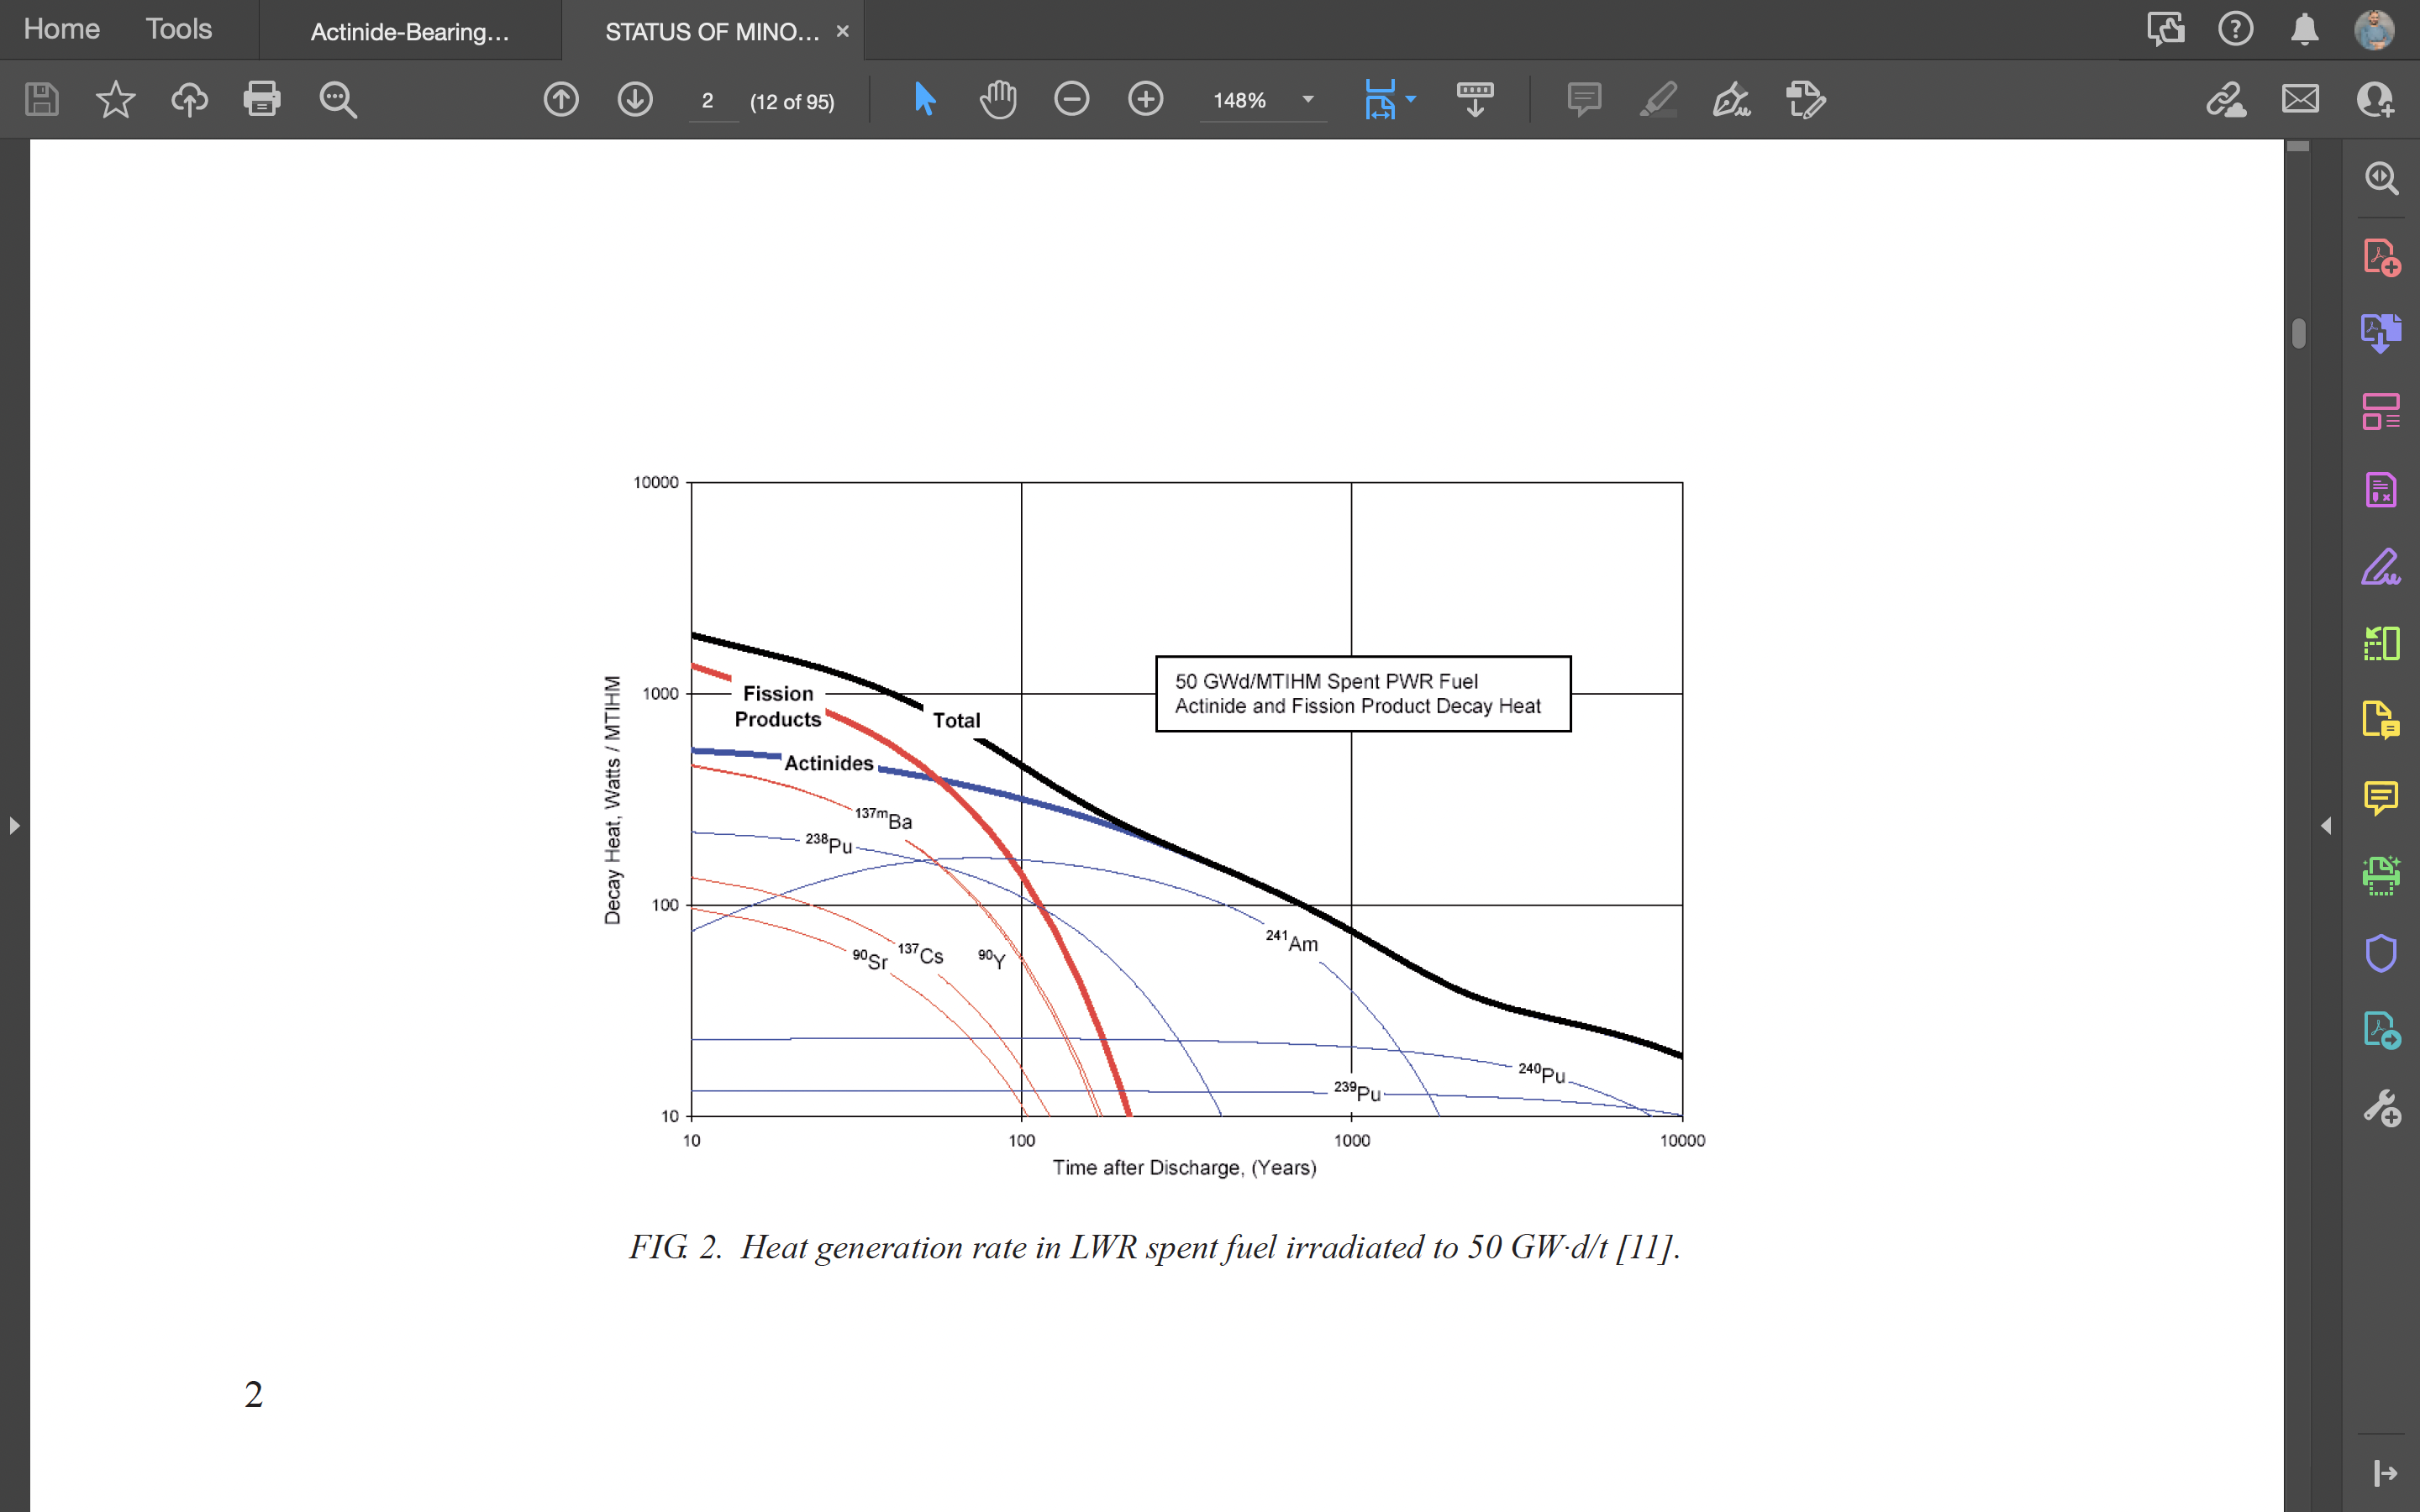 Home Tools Actinide-Bearing... STATUS OF MINO... ×
2 (12 of 95) 148%
10000
1000
100
10
10 100 1000 10000
Decay Heat, Watts / MTIHM
Time after Discharge, (Years)
50 GWd/MTIHM Spent PWR Fuel
Actinide and Fission Product Decay Heat
Fission
Products
Total
Actinides
137mBa
238Pu
90Sr
137Cs
90Y
241Am
240Pu
239Pu
FIG. 2. Heat generation rate in LWR spent fuel irradiated to 50 GW·d/t [11].
2